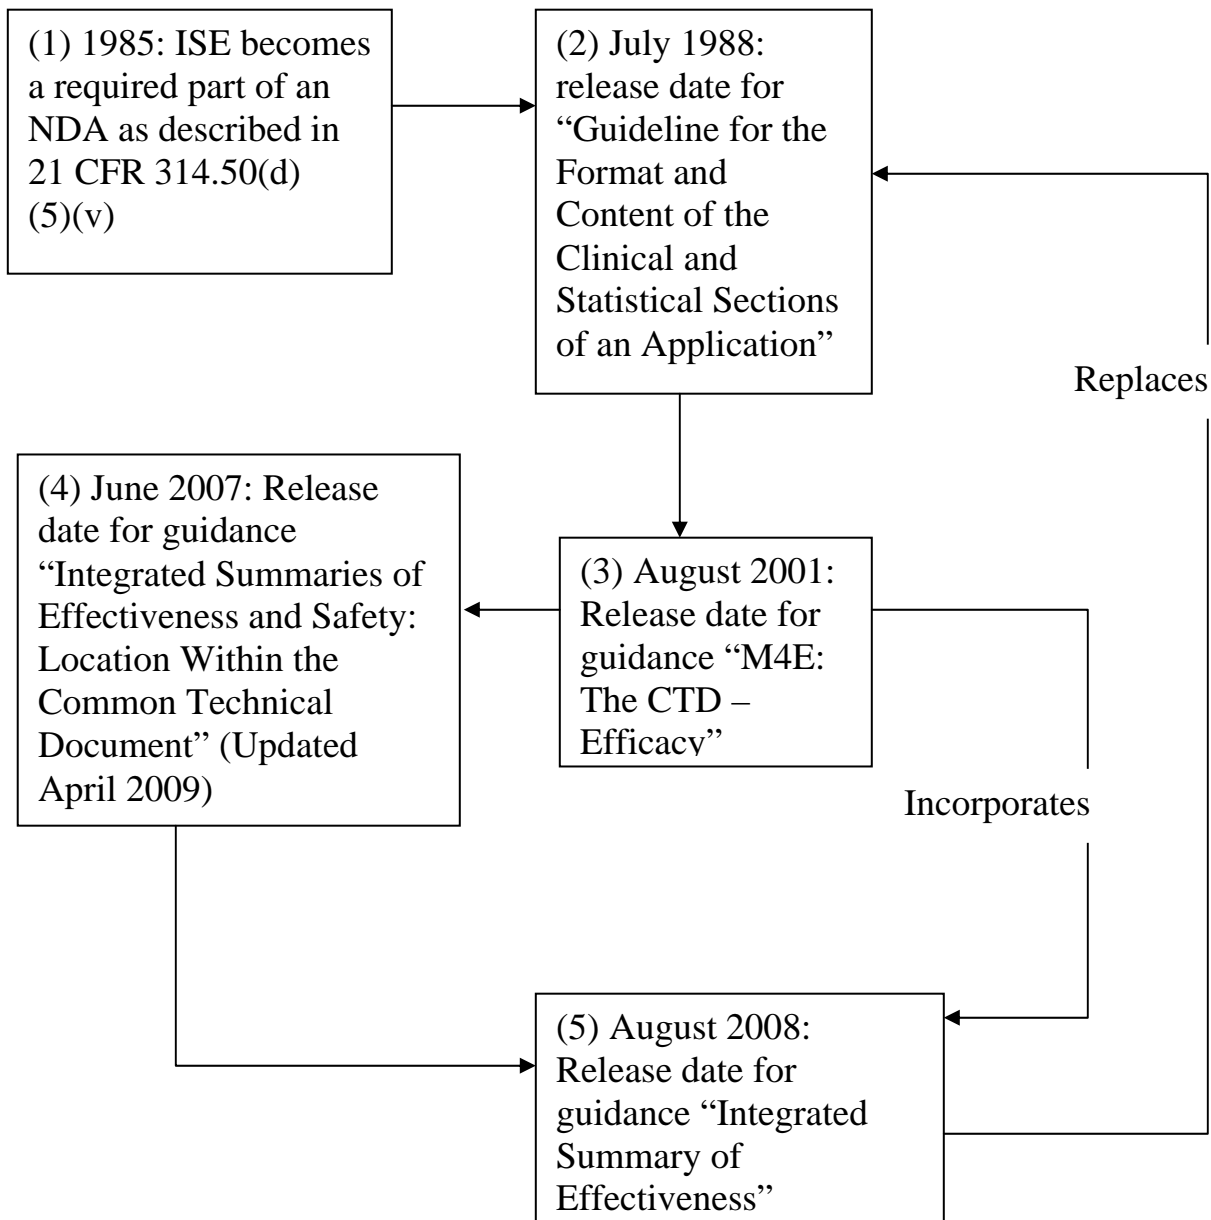 (1) 1985: ISE becomes
a required part of an
NDA as described in
21 CFR 314.50(d)
(5)(v)
(2) July 1988:
release date for
“Guideline for the
Format and
Content of the
Clinical and
Statistical Sections
of an Application”
Replaces
(4) June 2007: Release
date for guidance
“Integrated Summaries of
Effectiveness and Safety:
Location Within the
Common Technical
Document” (Updated
April 2009)
(3) August 2001:
Release date for
guidance “M4E:
The CTD –
Efficacy”
Incorporates
(5) August 2008:
Release date for
guidance “Integrated
Summary of
Effectiveness”